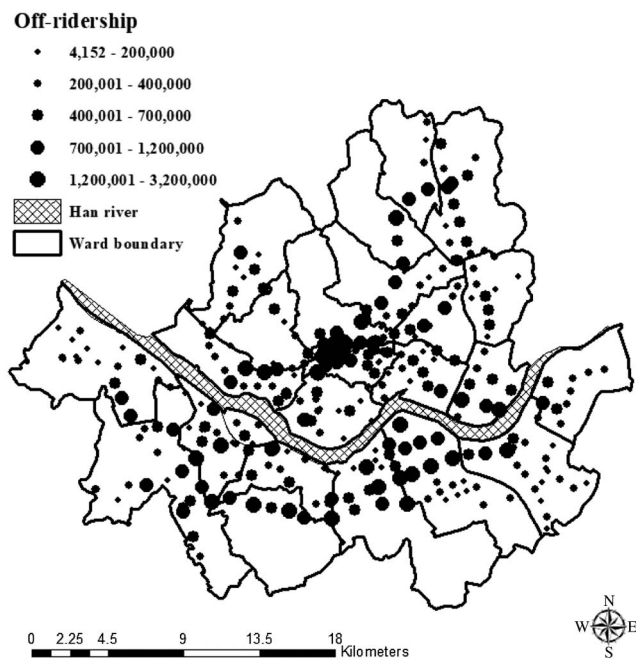 Off-ridership
4,152 - 200,000
200,001 - 400,000
400,001 - 700,000
700,001 - 1,200,000
1,200,001 - 3,200,000
Han river
Ward boundary
N
W E
S
0 2.25 4.5 9 13.5 18
Kilometers